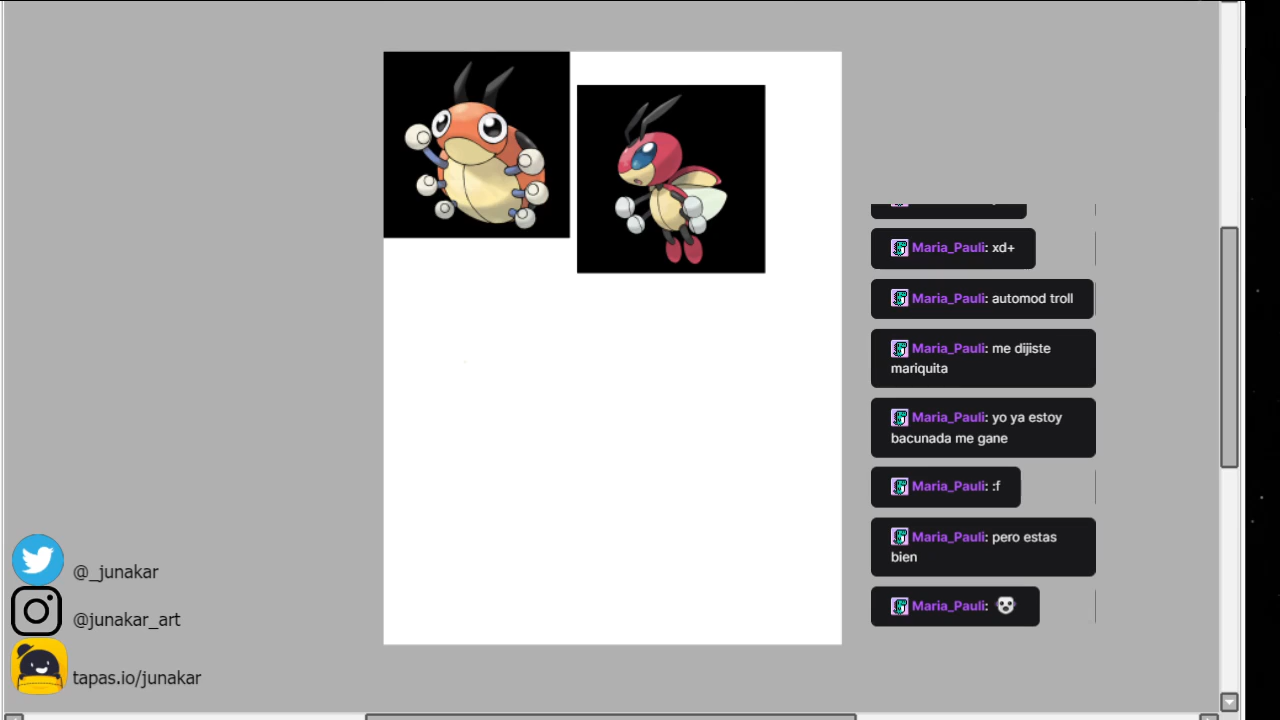 Maria_Pauli: xd+
Maria_Pauli: automod troll
Maria_Pauli: me dijiste
mariquita
Maria_Pauli: yo ya estoy
bacunada me gane
Maria_Pauli: :f
Maria_Pauli: pero estas
bien
Maria_Pauli:
@_junakar
@junakar_art
tapas.io/junakar